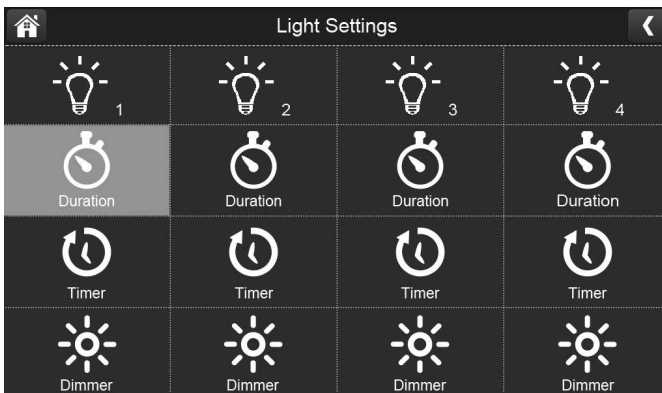 Light Settings
1 2 3 4
Duration Duration Duration Duration
Timer Timer Timer Timer
Dimmer Dimmer Dimmer Dimmer